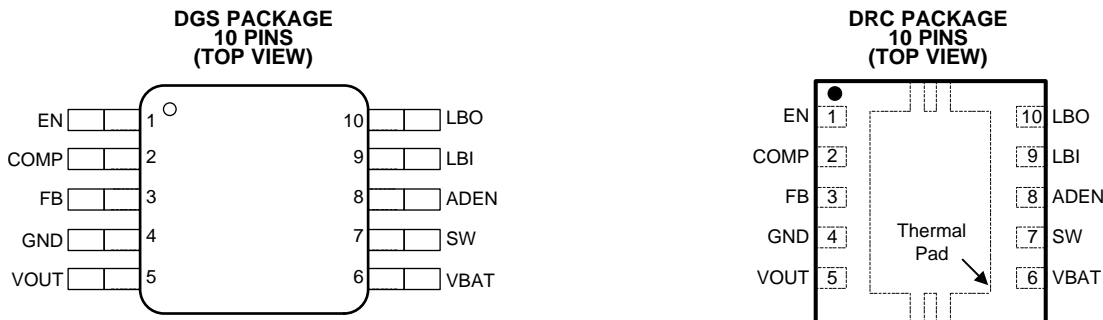 DGS PACKAGE
10 PINS
(TOP VIEW)
EN 1 10 LBO
COMP 2 9 LBI
FB 3 8 ADEN
GND 4 7 SW
VOUT 5 6 VBAT
DRC PACKAGE
10 PINS
(TOP VIEW)
EN 1 10 LBO
COMP 2 9 LBI
FB 3 8 ADEN
GND 4 7 SW
Thermal
Pad
VOUT 5 6 VBAT